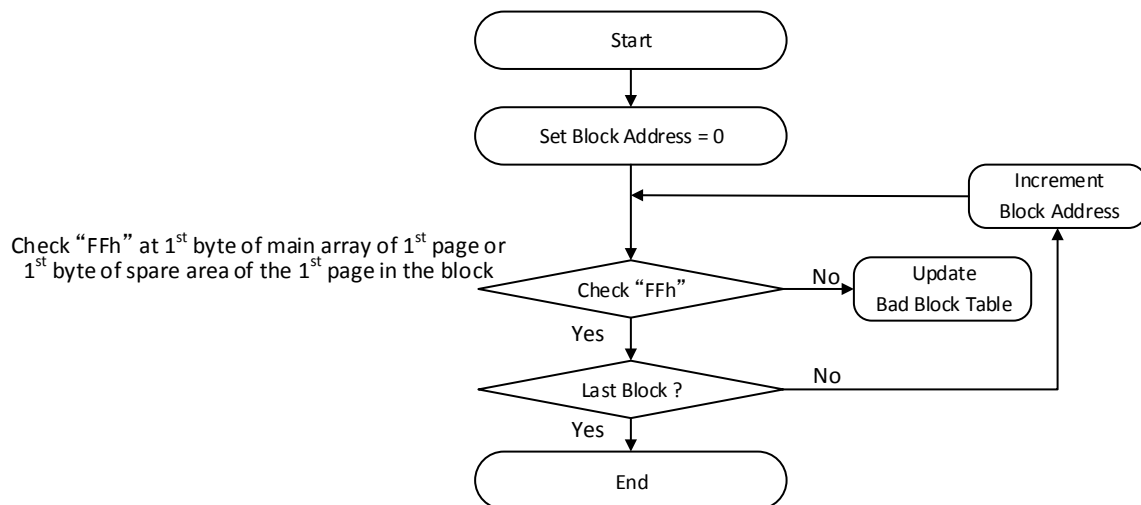 Start
Set Block Address = 0
Increment
Block Address
Check “FFh” at 1st byte of main array of 1st page or
1st byte of spare area of the 1st page in the block
Check “FFh”
No
Update
Bad Block Table
Yes
Last Block ?
No
Yes
End